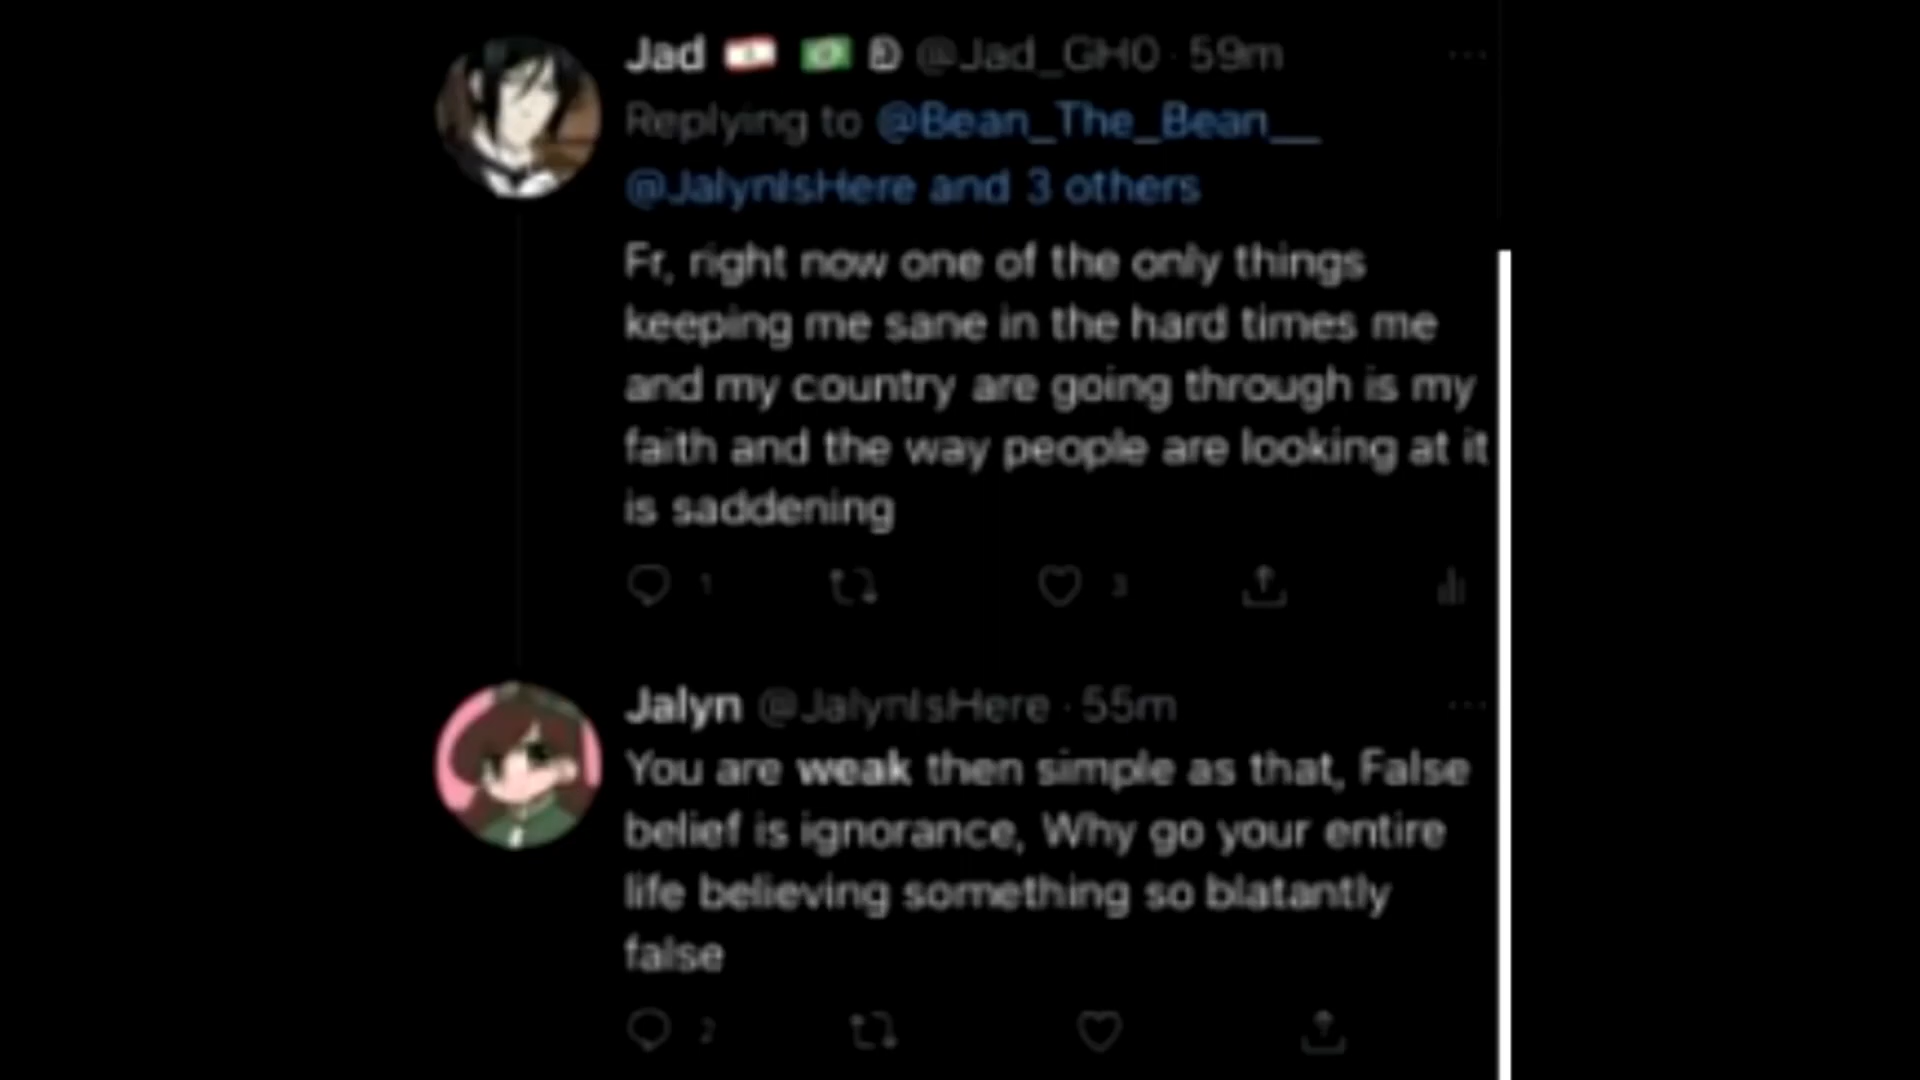 Jad 🇱🇧 🇧🇷 @Jad_GH0 · 59m
Replying to @Bean_The_Bean__
@JalynIsHere and 3 others
Fr, right now one of the only things
keeping me sane in the hard times me
and my country are going through is my
faith and the way people are looking at it
is saddening
1 3
Jalyn @JalynIsHere · 55m
You are weak then simple as that, False
belief is ignorance, Why go your entire
life believing something so blatantly
false
2